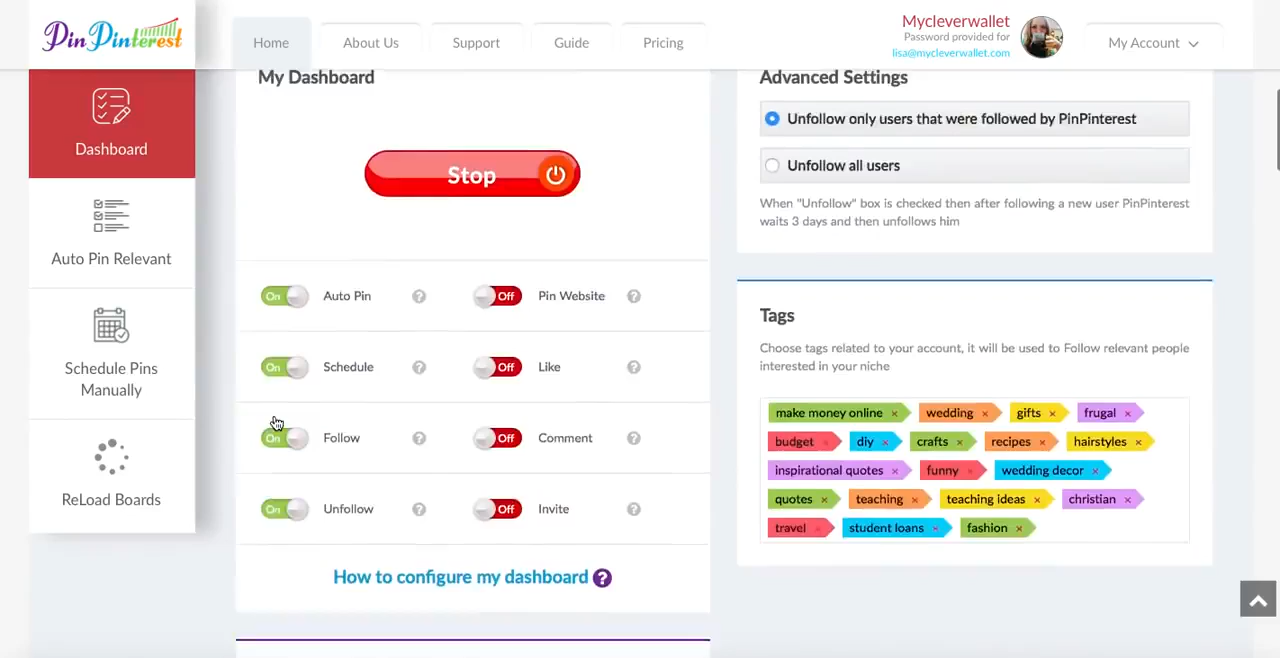 PinPinterest
Home
About Us
Support
Guide
Pricing
Mycleverwallet
Password provided for
lisa@mycleverwallet.com
My Account
Dashboard
Auto Pin Relevant
Schedule Pins
Manually
ReLoad Boards
My Dashboard
Stop
On Auto Pin ? Off Pin Website ?
On Schedule ? Off Like ?
On Follow ? Off Comment ?
On Unfollow ? Off Invite ?
How to configure my dashboard ?
Advanced Settings
Unfollow only users that were followed by PinPinterest
Unfollow all users
When "Unfollow" box is checked then after following a new user PinPinterest
waits 3 days and then unfollows him
Tags
Choose tags related to your account, it will be used to Follow relevant people
interested in your niche
make money online × wedding × gifts × frugal ×
budget × diy × crafts × recipes × hairstyles ×
inspirational quotes × funny × wedding decor ×
quotes × teaching × teaching ideas × christian ×
travel × student loans × fashion ×